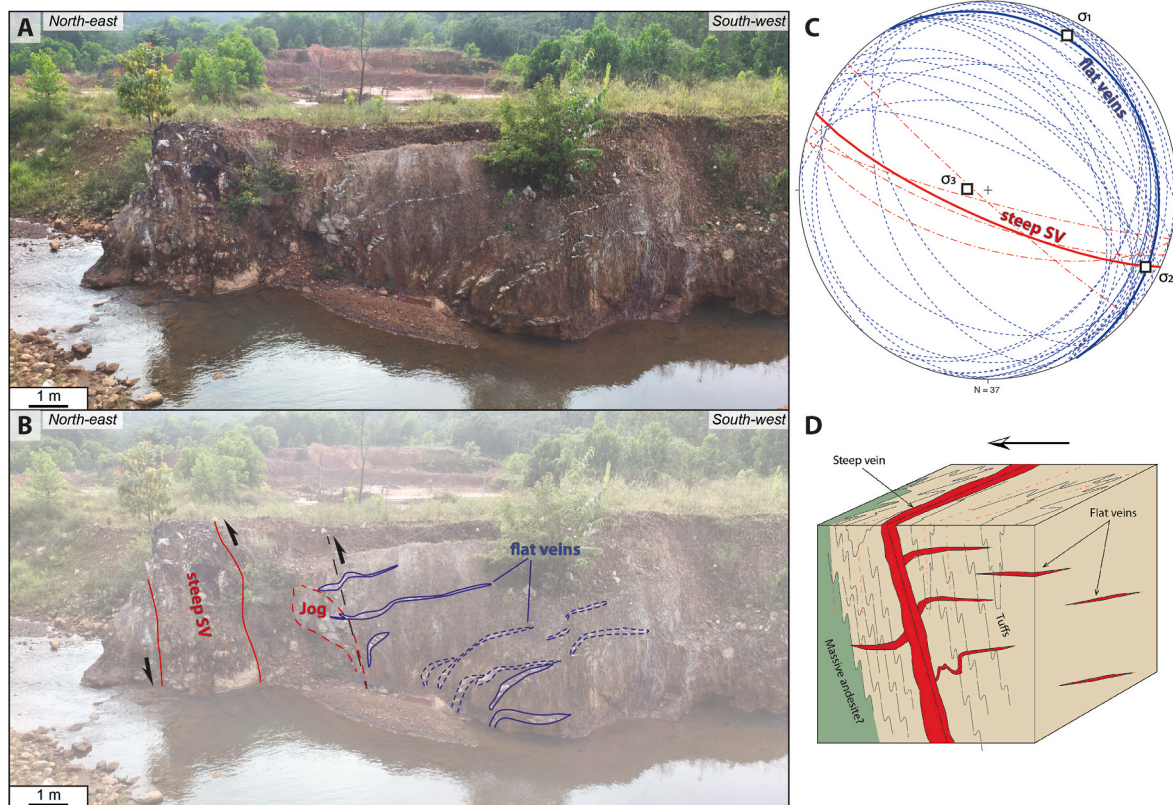 A
North-east
South-west
1 m
B
North-east
South-west
steep SV
Jog
flat veins
1 m
C
σ₁
flat veins
σ₃
steep SV
σ₂
N = 37
D
Steep vein
Flat veins
Tuffs
Massive andesite?